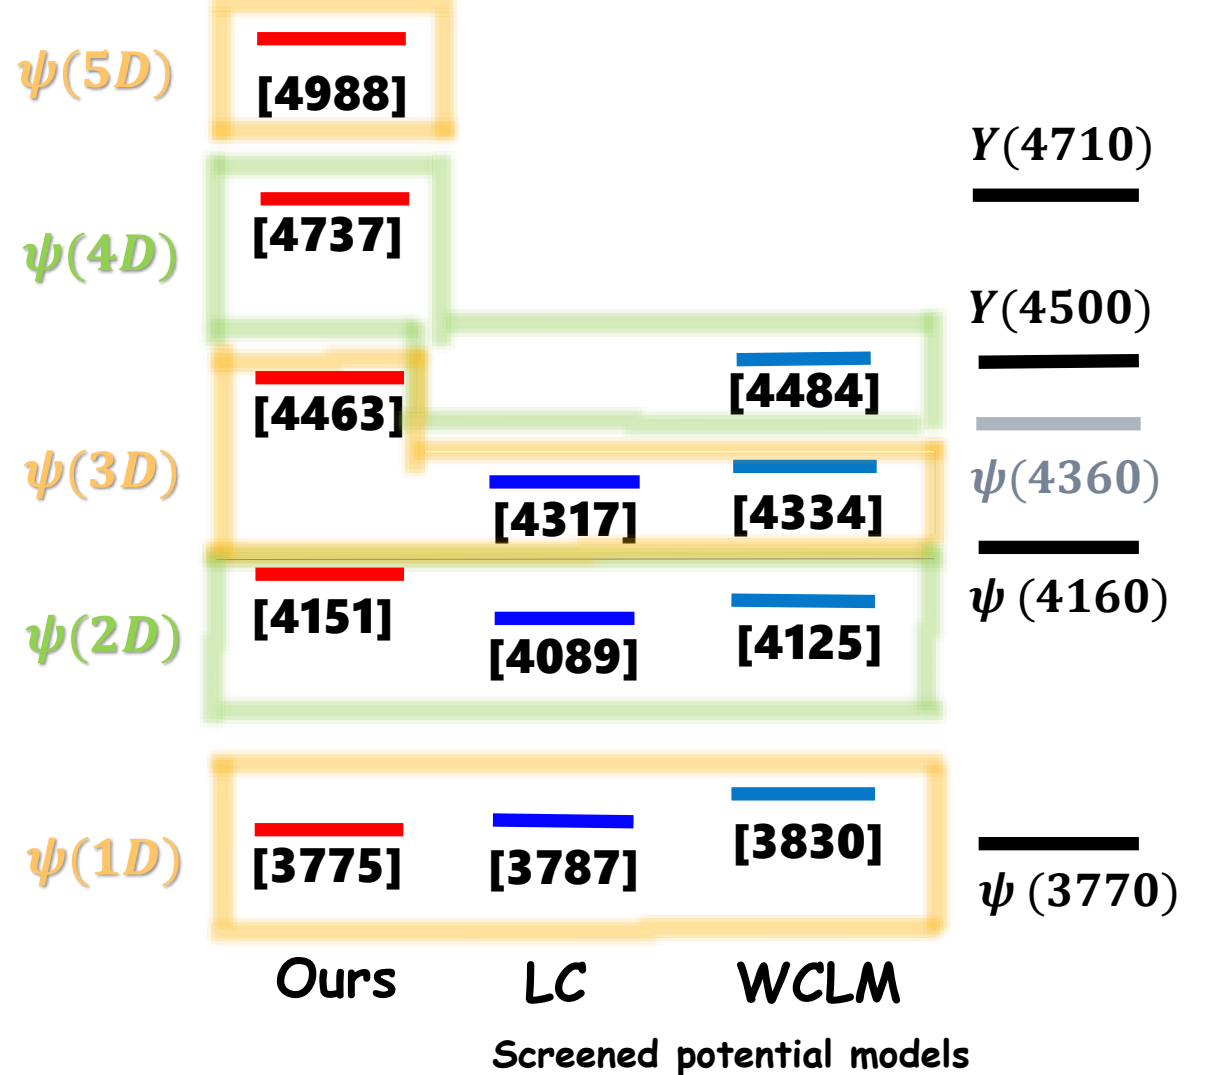 ψ(5D)
[4988]
Y(4710)
[4737]
ψ(4D)
Y(4500)
[4484]
[4463]
ψ(3D)
ψ(4360)
[4317]
[4334]
ψ (4160)
[4151]
ψ(2D)
[4089]
[4125]
ψ(1D)
[3775]
[3787]
[3830]
ψ (3770)
Ours
LC
WCLM
Screened potential models